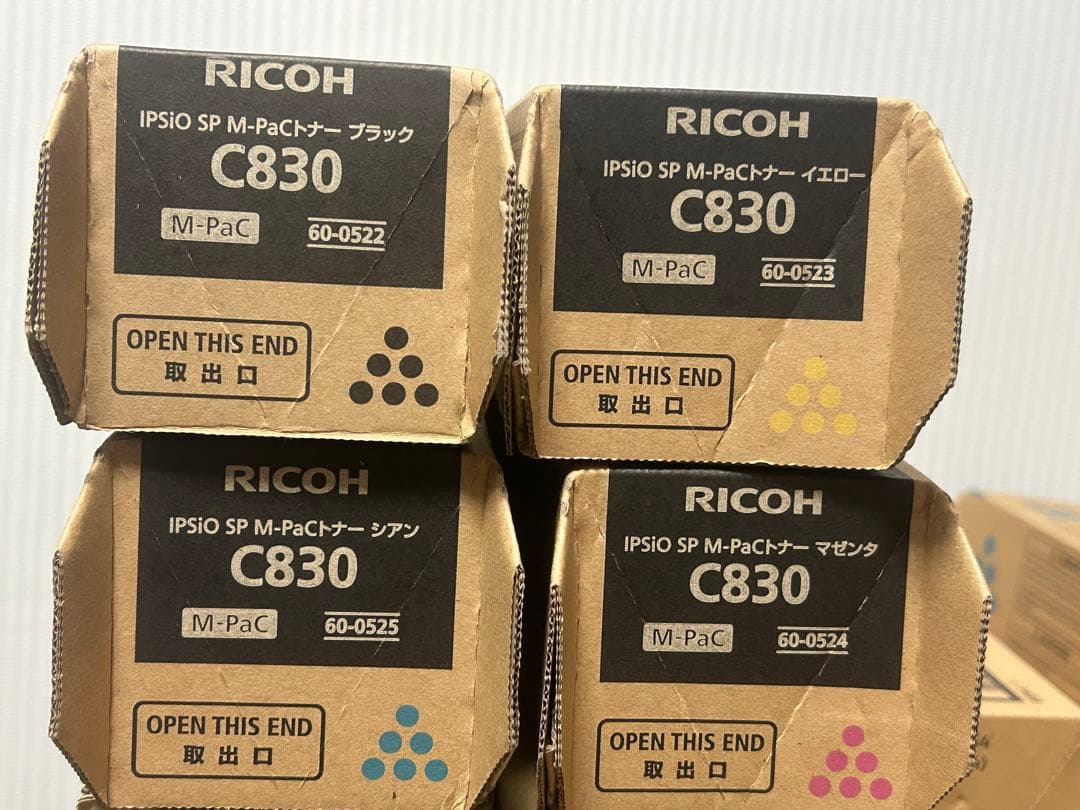 RICOH
IPSiO SP M-PaCトナー ブラック
C830
M-PaC 60-0522
OPEN THIS END
取出口
RICOH
IPSiO SP M-PaCトナー イエロー
C830
M-PaC 60-0523
OPEN THIS END
取出口
RICOH
IPSiO SP M-PaCトナー シアン
C830
M-PaC 60-0525
OPEN THIS END
取出口
RICOH
IPSiO SP M-PaCトナー マゼンタ
C830
M-PaC 60-0524
OPEN THIS END
取出口